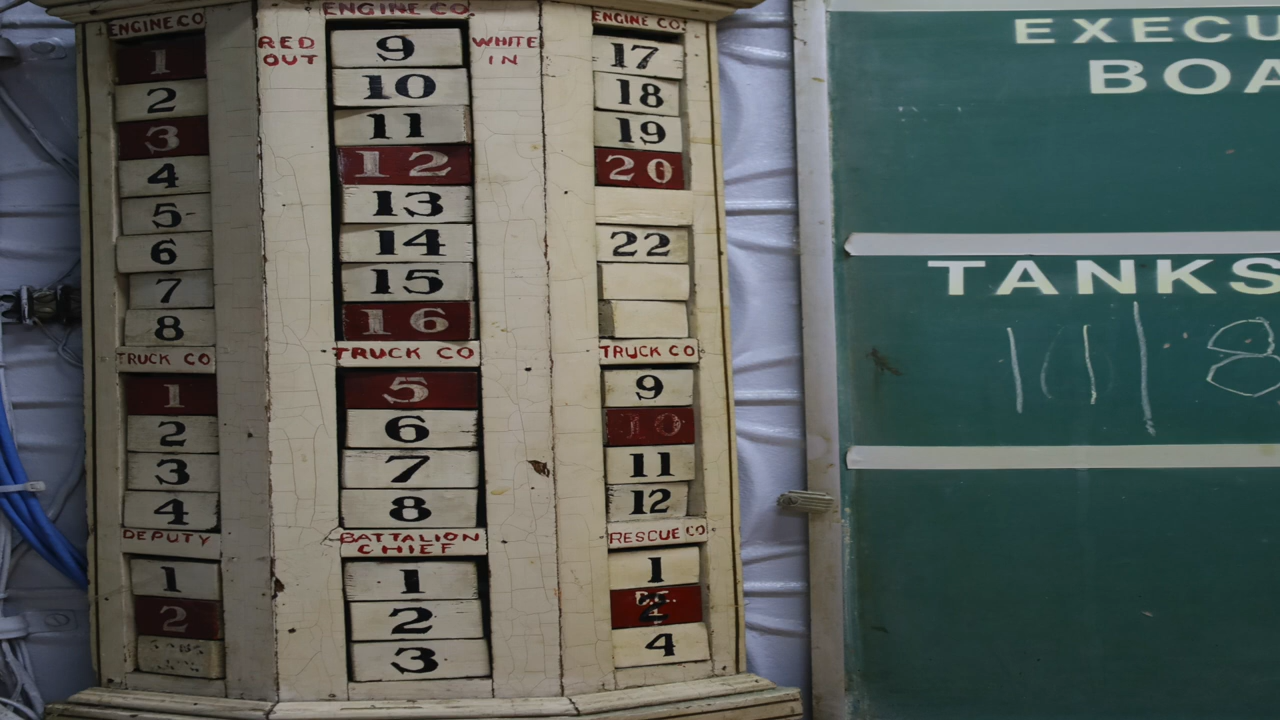 ENGINE CO
1
2
3
4
5
6
7
8
TRUCK CO
1
2
3
4
DEPUTY
1
2
RED
OUT
ENGINE CO
9
10
11
12
13
14
15
16
TRUCK CO
5
6
7
8
BATTALION
CHIEF
1
2
3
WHITE
IN
ENGINE CO
17
18
19
20
22
TRUCK CO
9
10
11
12
RESCUE CO
1
2
4
EXECU
BOA
TANKS